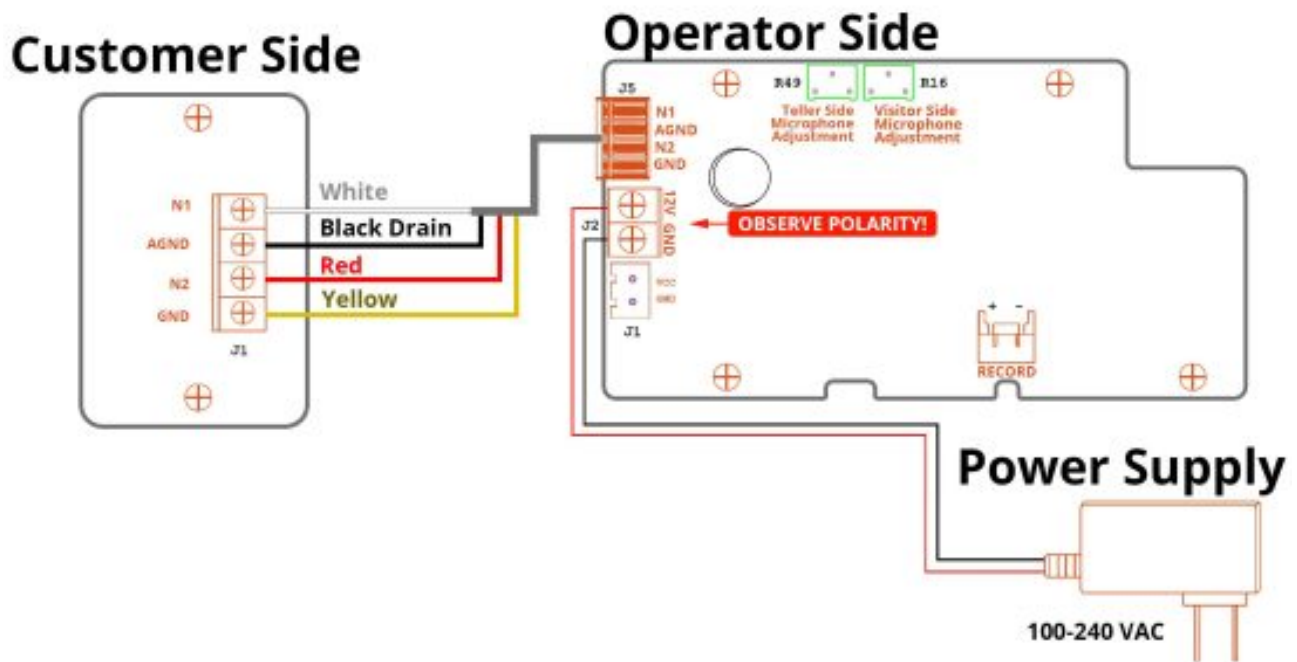 Customer Side
Operator Side
J5
N1
AGND
N2
GND
R49
R16
Teller Side
Microphone
Adjustment
Visitor Side
Microphone
Adjustment
White
Black Drain
Red
Yellow
N1
AGND
N2
GND
J1
J2
12V GND
OBSERVE POLARITY!
VCC
GND
J1
+ -
RECORD
Power Supply
100-240 VAC